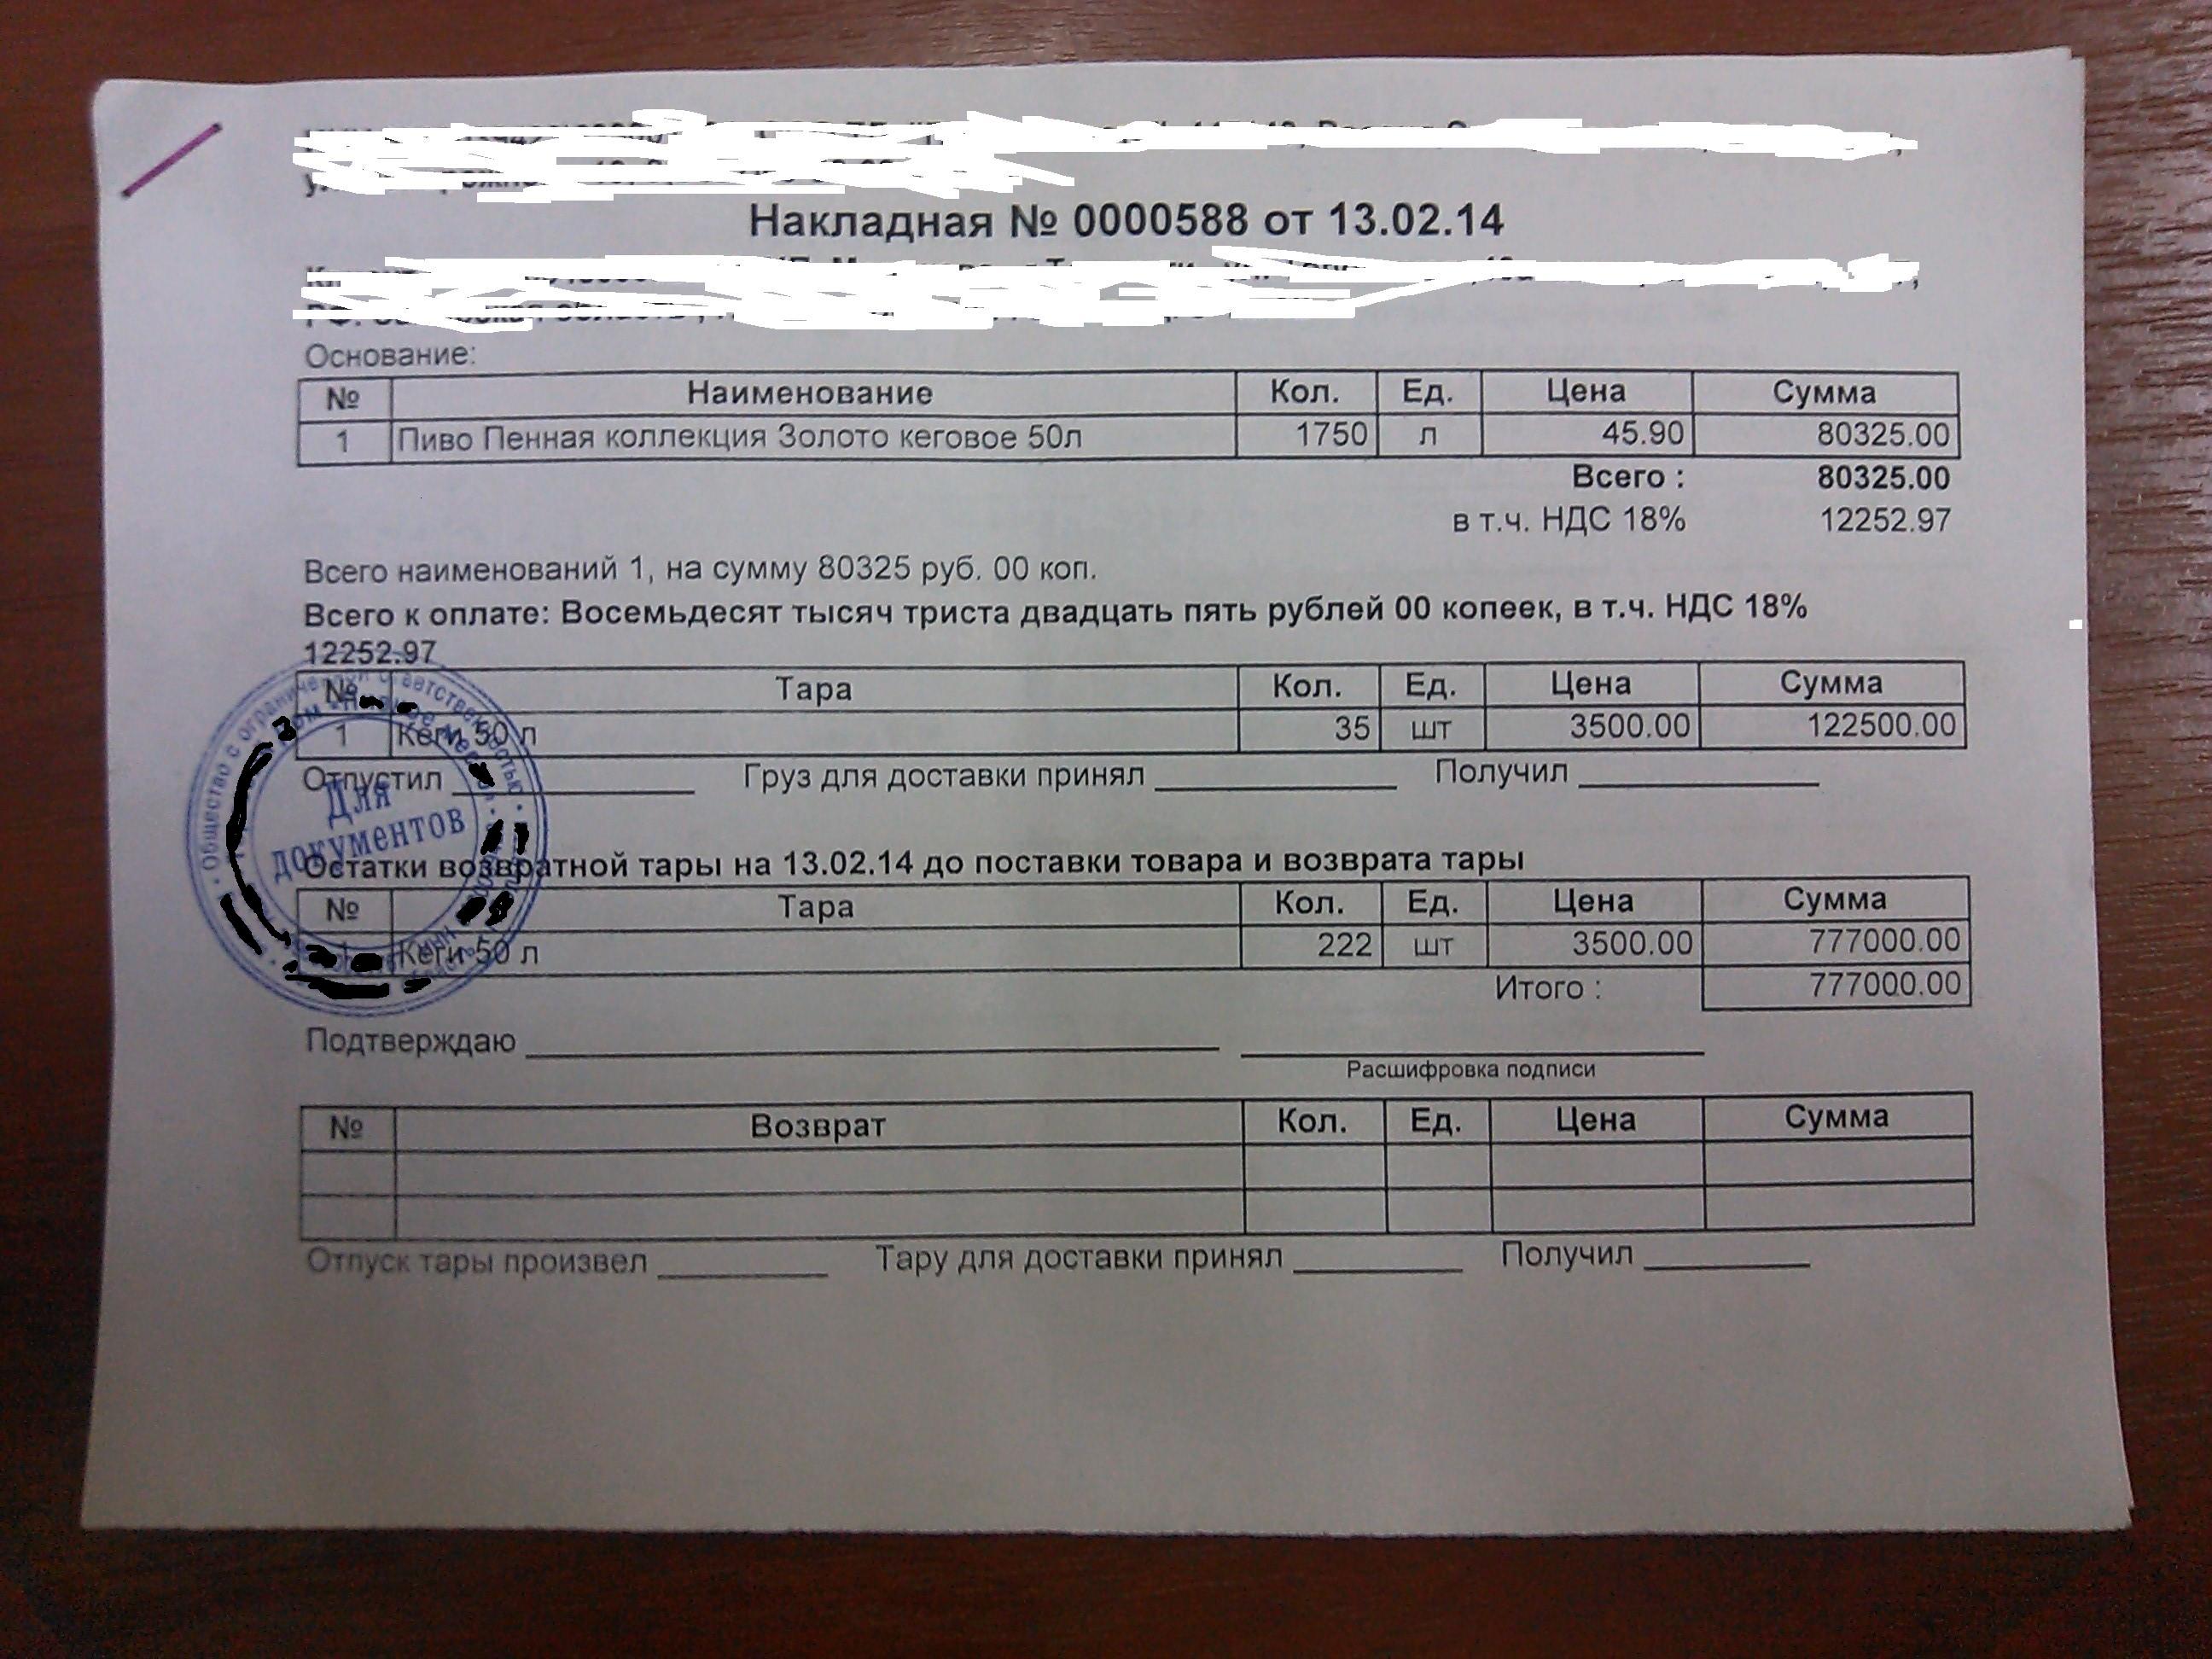 Накладная № 0000588 от 13.02.14
Основание:
№ Наименование Кол. Ед. Цена Сумма
1 Пиво Пенная коллекция Золото кеговое 50л 1750 л 45.90 80325.00
Всего : 80325.00
в т.ч. НДС 18% 12252.97
Всего наименований 1, на сумму 80325 руб. 00 коп.
Всего к оплате: Восемьдесят тысяч триста двадцать пять рублей 00 копеек, в т.ч. НДС 18%
12252.97
№ Тара Кол. Ед. Цена Сумма
1 Кеги 50 л 35 шт 3500.00 122500.00
Отпустил Груз для доставки принял Получил
Общество с ограниченной ответственностью
Для
документов
Остатки возвратной тары на 13.02.14 до поставки товара и возврата тары
№ Тара Кол. Ед. Цена Сумма
1 Кеги 50 л 222 шт 3500.00 777000.00
Итого : 777000.00
Подтверждаю
Расшифровка подписи
№ Возврат Кол. Ед. Цена Сумма
Отпуск тары произвел Тару для доставки принял Получил